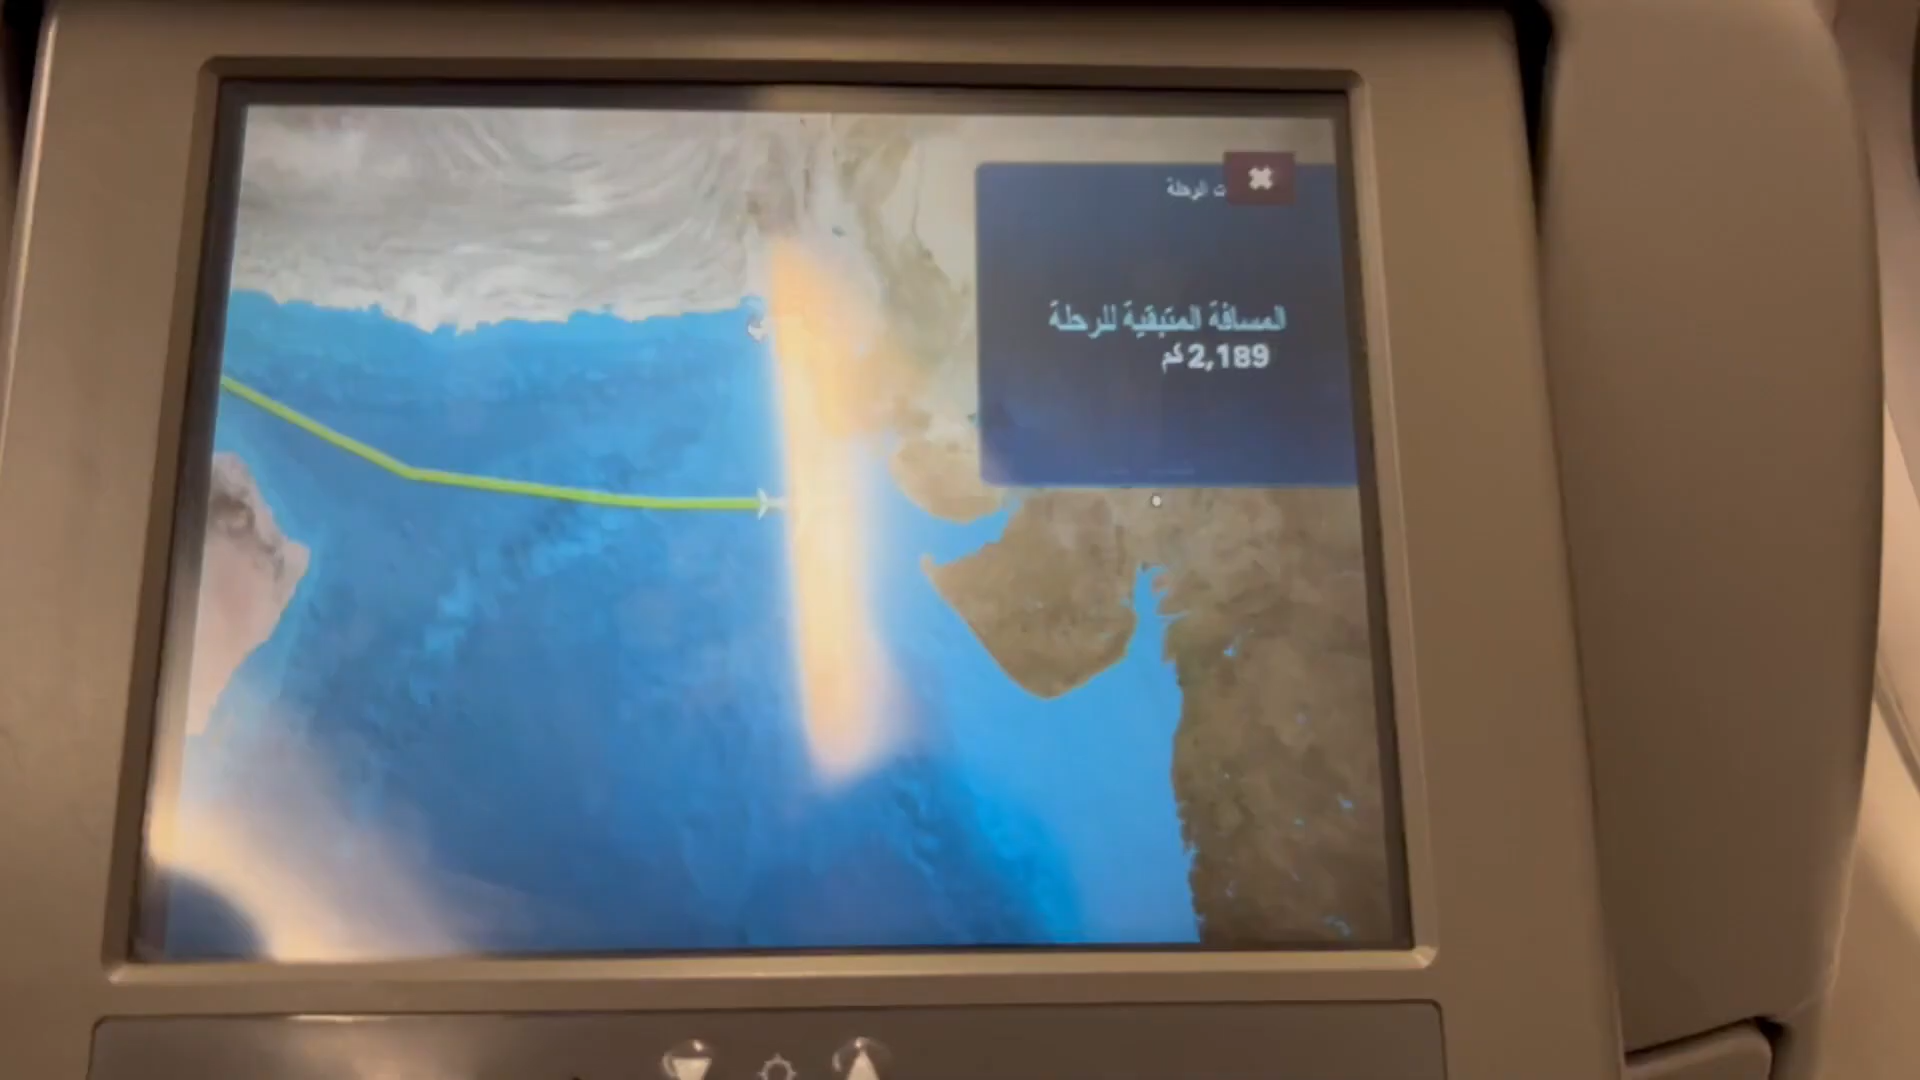 الرحلة
المسافة المتبقية للرحلة
2,189 كم